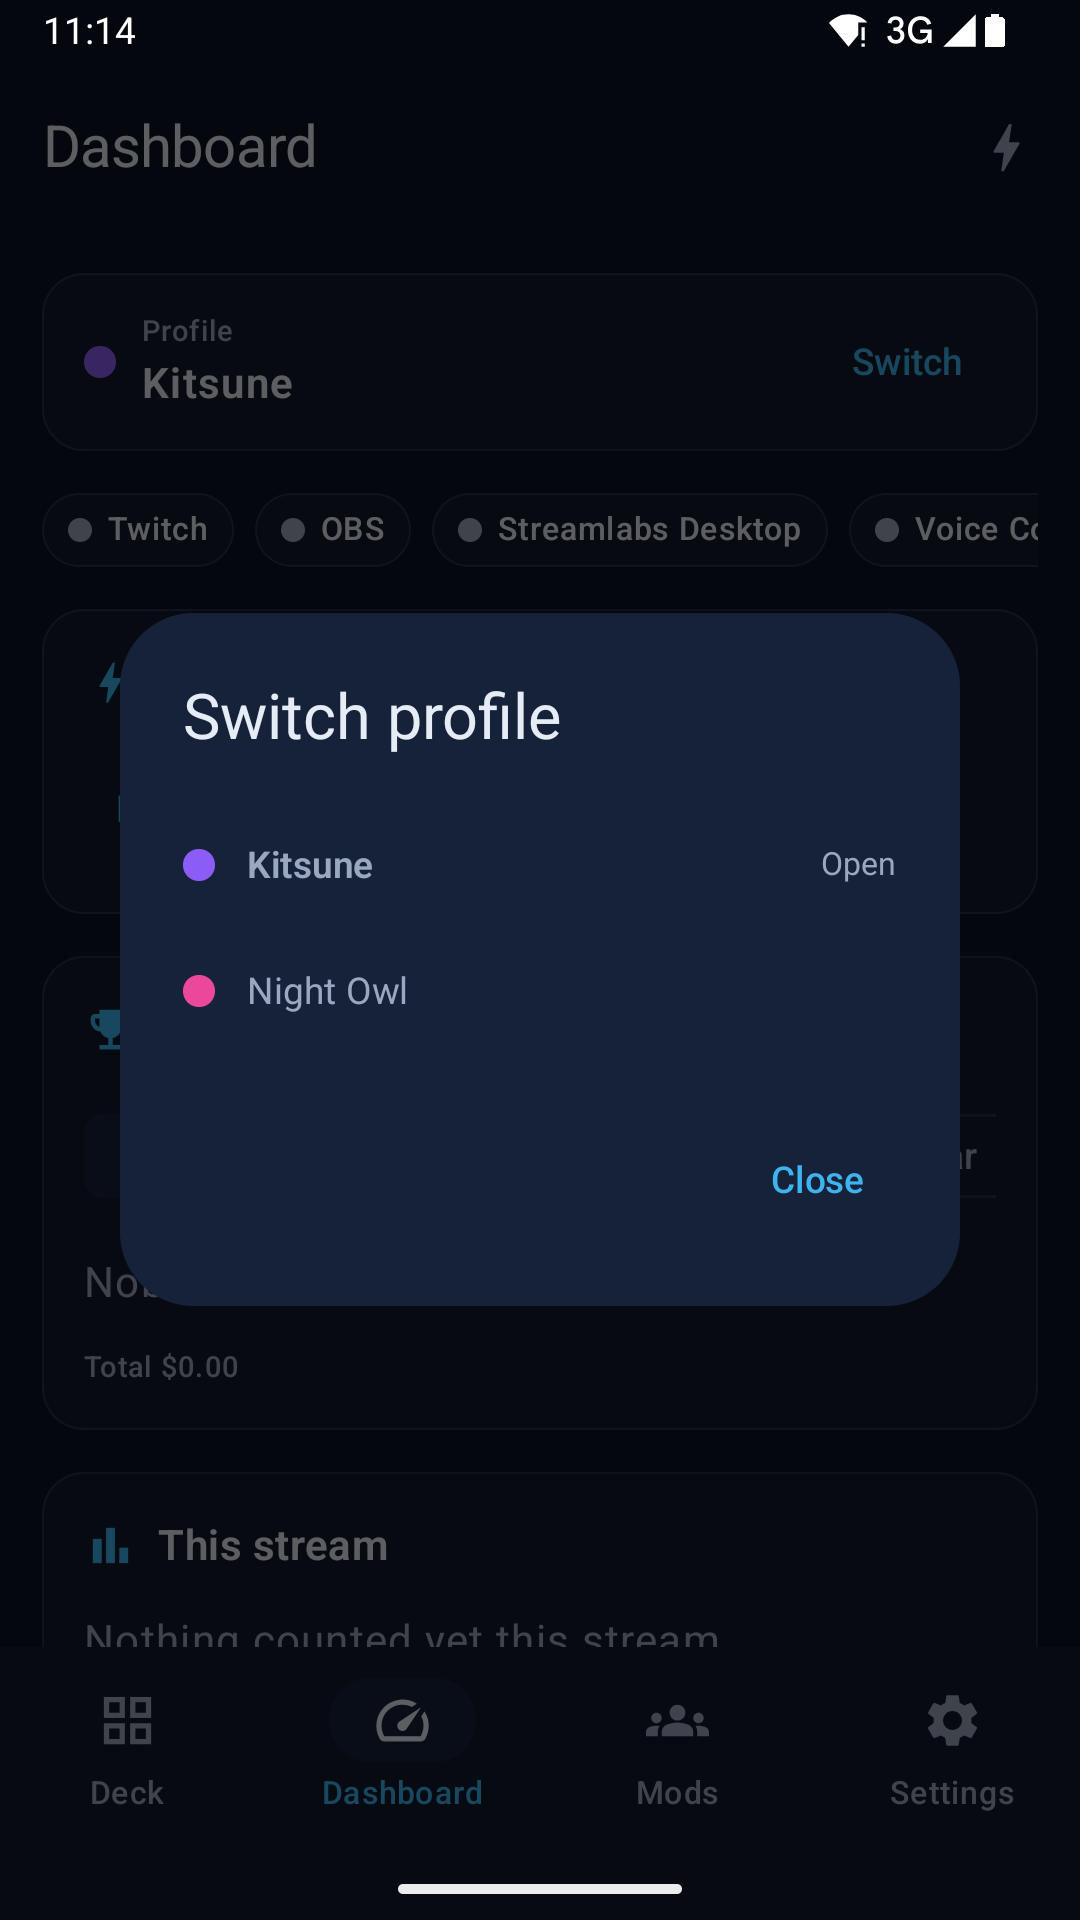 11:14
3G
Dashboard
Profile
Kitsune
Switch
Twitch
OBS
Streamlabs Desktop
Voice
Switch profile
Kitsune
Open
Night Owl
Close
Total $0.00
This stream
Nothing counted yet this stream
Deck
Dashboard
Mods
Settings